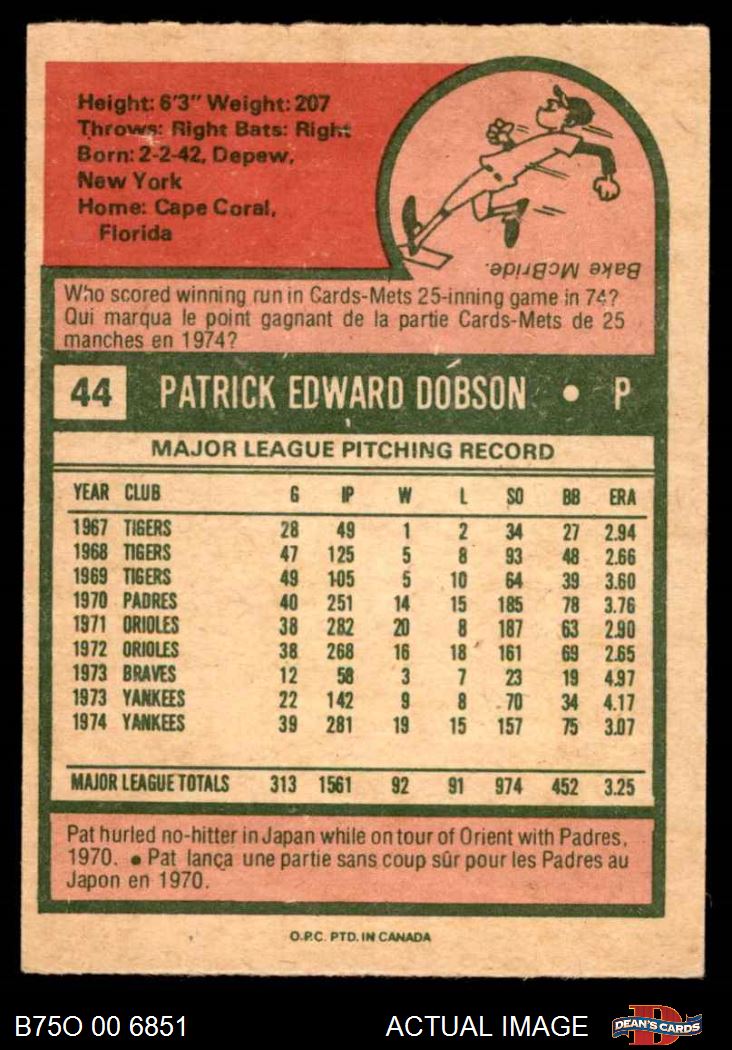 Height: 6'3" Weight: 207
Throws: Right Bats: Right
Born: 2-2-42, Depew,
New York
Home: Cape Coral,
Florida
Bake McBride.
Who scored winning run in Cards-Mets 25-inning game in 74?
Qui marqua le point gagnant de la partie Cards-Mets de 25
manches en 1974?
44 PATRICK EDWARD DOBSON • P
MAJOR LEAGUE PITCHING RECORD
YEAR CLUB G IP W L SO BB ERA
1967 TIGERS 28 49 1 2 34 27 2.94
1968 TIGERS 47 125 5 8 93 48 2.66
1969 TIGERS 49 105 5 10 64 39 3.60
1970 PADRES 40 251 14 15 185 78 3.76
1971 ORIOLES 38 282 20 8 187 63 2.90
1972 ORIOLES 38 268 16 18 161 69 2.65
1973 BRAVES 12 58 3 7 23 19 4.97
1973 YANKEES 22 142 9 8 70 34 4.17
1974 YANKEES 39 281 19 15 157 75 3.07
MAJOR LEAGUE TOTALS 313 1561 92 91 974 452 3.25
Pat hurled no-hitter in Japan while on tour of Orient with Padres,
1970. • Pat lança une partie sans coup sûr pour les Padres au
Japon en 1970.
O.P.C. PTD. IN CANADA
B75O 00 6851 ACTUAL IMAGE DEAN'S CARDS